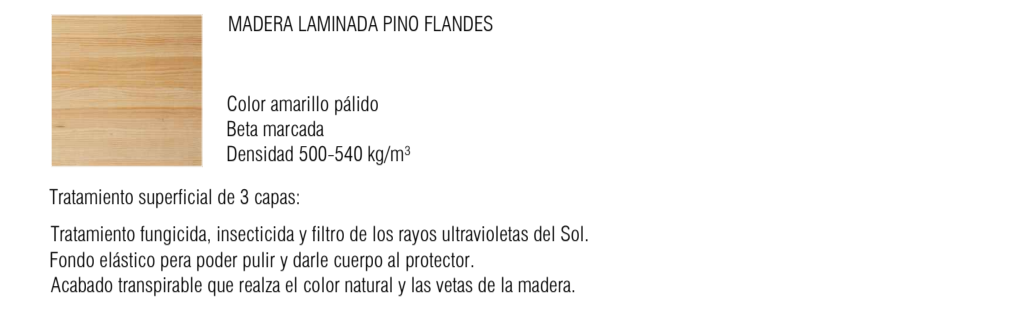 MADERA LAMINADA PINO FLANDES
Color amarillo pálido
Beta marcada
Densidad 500-540 kg/m³
Tratamiento superficial de 3 capas:
Tratamiento fungicida, insecticida y filtro de los rayos ultravioletas del Sol.
Fondo elástico pera poder pulir y darle cuerpo al protector.
Acabado transpirable que realza el color natural y las vetas de la madera.